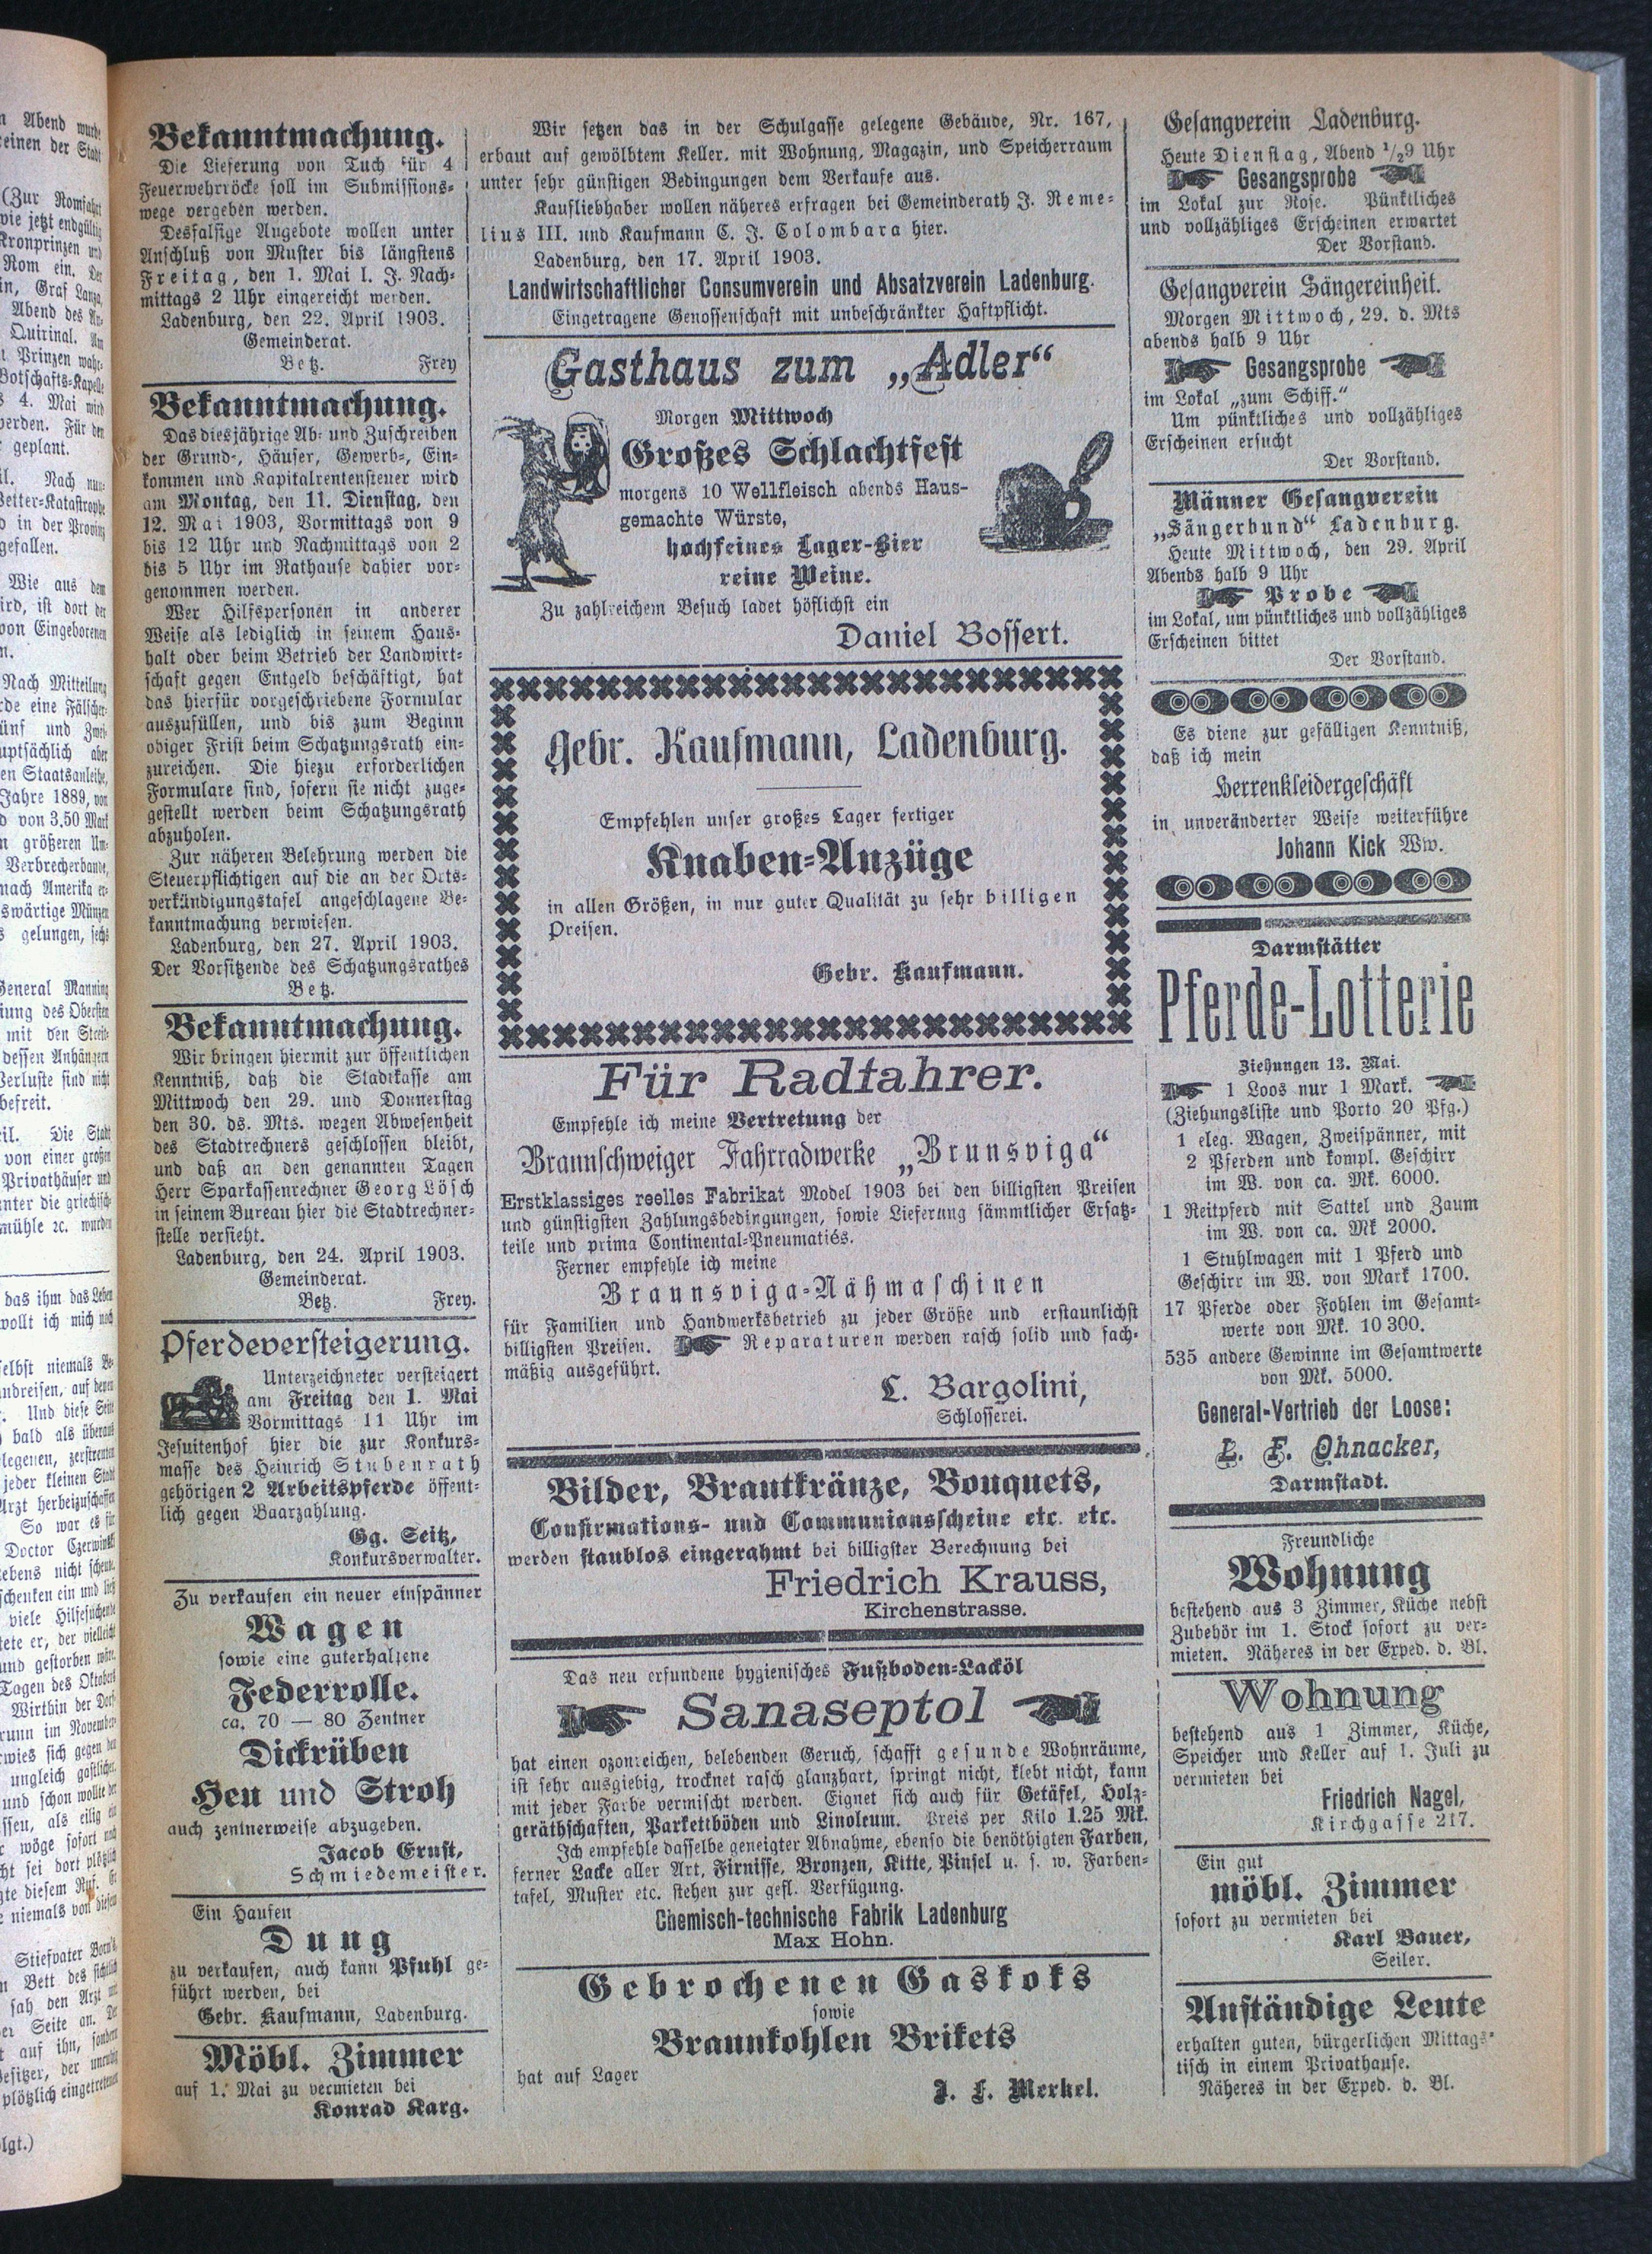 Bekanntmachung.
Die Lieferung von Tuch für 4
Feuerwehrröcke soll im Submissions-
wege vergeben werden.
Desfalsige Angebote wollen unter
Anschluß von Muster bis längstens
Freitag, den 1. Mai l. J. Nach-
mittags 2 Uhr eingereicht werden.
Ladenburg, den 22. April 1903.
Gemeinderat.
Betz. Frey
Bekanntmachung.
Das diesjährige Ab- und Zuschreiben
der Grund-, Häuser, Gewerb-, Ein-
kommen und Kapitalrentensteuer wird
am Montag, den 11. Dienstag, den
12. Mai 1903, Vormittags von 9
bis 12 Uhr und Nachmittags von 2
bis 5 Uhr im Rathause dahier vor-
genommen werden.
Wer Hilfspersonen in anderer
Weise als lediglich in seinem Haus-
halt oder beim Betrieb der Landwirt-
schaft gegen Entgeld beschäftigt, hat
das hierfür vorgeschriebene Formular
auszufüllen, und bis zum Beginn
obiger Frist beim Schatzungsrath ein-
zureichen. Die hiezu erforderlichen
Formulare sind, sofern sie nicht zuge-
gestellt werden beim Schatzungsrath
abzuholen.
Zur näheren Belehrung werden die
Steuerpflichtigen auf die an der Orts-
verkündigungstafel angeschlagene Be-
kanntmachung verwiesen.
Ladenburg, den 27. April 1903.
Der Vorsitzende des Schatzungsrathes
Betz.
Bekanntmachung.
Wir bringen hiermit zur öffentlichen
Kenntniß, daß die Stadtkasse am
Mittwoch den 29. und Donnerstag
den 30. ds. Mts. wegen Abwesenheit
des Stadtrechners geschlossen bleibt,
und daß an den genannten Tagen
Herr Sparkassenrechner Georg Lösch
in seinem Bureau hier die Stadtrechner-
stelle versieht.
Ladenburg, den 24. April 1903.
Gemeinderat.
Betz. Frey.
Pferdeversteigerung.
Unterzeichneter versteigert
am Freitag den 1. Mai
Vormittags 11 Uhr im
Jesuitenhof hier die zur Konkurs-
masse des Heinrich Stubenrath
gehörigen 2 Arbeitspferde öffent-
lich gegen Baarzahlung.
Gg. Seitz,
Konkursverwalter.
Zu verkaufen ein neuer einspänner
Wagen
sowie eine guterhaltene
Federrolle.
ca. 70 — 80 Zentner
Dickrüben
Heu und Stroh
auch zentnerweise abzugeben.
Jacob Ernst,
Schmiedemeister.
Ein Haufen
Dung
zu verkaufen, auch kann Pfuhl ge-
führt werden, bei
Gebr. Kaufmann, Ladenburg.
Möbl. Zimmer
auf 1. Mai zu vermieten bei
Konrad Karg.
Wir setzen das in der Schulgasse gelegene Gebäude, Nr. 167,
erbaut auf gewölbtem Keller, mit Wohnung, Magazin, und Speicherraum
unter sehr günstigen Bedingungen dem Verkaufe aus.
Kaufliebhaber wollen näheres erfragen bei Gemeinderath J. Reme-
lius III. und Kaufmann C. J. Colombara hier.
Ladenburg, den 17. April 1903.
Landwirtschaftlicher Consumverein und Absatzverein Ladenburg.
Eingetragene Genossenschaft mit unbeschränkter Haftpflicht.
Gasthaus zum „Adler“
Morgen Mittwoch
Großes Schlachtfest
morgens 10 Wellfleisch abends Haus-
gemachte Würste,
hochfeines Lager-Bier
reine Weine.
Zu zahlreichem Besuch ladet höflichst ein
Daniel Bossert.
Gebr. Kaufmann, Ladenburg.
Empfehlen unser großes Lager fertiger
Knaben-Anzüge
in allen Größen, in nur guter Qualität zu sehr billigen
Preisen.
Gebr. Kaufmann.
Für Radfahrer.
Empfehle ich meine Vertretung der
Braunschweiger Fahrradwerke „Brunsviga“
Erstklassiges reelles Fabrikat Model 1903 bei den billigsten Preisen
und günstigsten Zahlungsbedingungen, sowie Lieferung sämmtlicher Ersatz-
teile und prima Continental-Pneumatiés.
Ferner empfehle ich meine
Braunsviga-Nähmaschinen
für Familien und Handwerksbetrieb zu jeder Größe und erstaunlichst
billigsten Preisen. Reparaturen werden rasch solid und fach-
mäßig ausgeführt.
C. Bargolini,
Schlosserei.
Bilder, Brautkränze, Bouquets,
Confirmations- und Communionsscheine etc. etc.
werden staublos eingerahmt bei billigster Berechnung bei
Friedrich Krauss,
Kirchenstrasse.
Das neu erfundene hygienisches Fußboden-Lacköl
Sanaseptol
hat einen ozonreichen, belebenden Geruch, schafft gesunde Wohnräume,
ist sehr ausgiebig, trocknet rasch glanzhart, springt nicht, klebt nicht, kann
mit jeder Farbe vermischt werden. Eignet sich auch für Getäfel, Holz-
geräthschaften, Parkettböden und Linoleum. Preis per Kilo 1.25 Mk.
Ich empfehle dasselbe geneigter Abnahme, ebenso die benöthigten Farben,
ferner Lacke aller Art, Firnisse, Bronzen, Kitte, Pinsel u. s. w. Farben-
tafel, Muster etc. stehen zur gefl. Verfügung.
Chemisch-technische Fabrik Ladenburg
Max Hohn.
Gebrochenen Gaskoks
sowie
Braunkohlen Brikets
hat auf Lager
J. F. Merkel.
Gesangverein Ladenburg.
Heute Dienstag, Abend 1/29 Uhr
Gesangsprobe
im Lokal zur Rose. Pünktliches
und vollzähliges Erscheinen erwartet
Der Vorstand.
Gesangverein Sängereinheit.
Morgen Mittwoch, 29. d. Mts
abends halb 9 Uhr
Gesangsprobe
im Lokal „zum Schiff.“
Um pünktliches und vollzähliges
Erscheinen ersucht
Der Vorstand.
Männer Gesangverein
„Sängerbund“ Ladenburg.
Heute Mittwoch, den 29. April
Abends halb 9 Uhr
Probe
im Lokal, um pünktliches und vollzähliges
Erscheinen bittet
Der Vorstand.
Es diene zur gefälligen Kenntniß,
daß ich mein
Herrenkleidergeschäft
in unveränderter Weise weiterführe
Johann Kick Ww.
Darmstätter
Pferde-Lotterie
Ziehungen 13. Mai.
1 Loos nur 1 Mark.
(Ziehungsliste und Porto 20 Pfg.)
1 eleg. Wagen, Zweispänner, mit
2 Pferden und kompl. Geschirr
im W. von ca. Mk. 6000.
1 Reitpferd mit Sattel und Zaum
im W. von ca. Mk 2000.
1 Stuhlwagen mit 1 Pferd und
Geschirr im W. von Mark 1700.
17 Pferde oder Fohlen im Gesamt-
werte von Mk. 10 300.
535 andere Gewinne im Gesamtwerte
von Mk. 5000.
General-Vertrieb der Loose:
L. F. Ohnacker,
Darmstadt.
Freundliche
Wohnung
bestehend aus 3 Zimmer, Küche nebst
Zubehör im 1. Stock sofort zu ver-
mieten. Näheres in der Exped. d. Bl.
Wohnung
bestehend aus 1 Zimmer, Küche,
Speicher und Keller auf 1. Juli zu
vermieten bei
Friedrich Nagel,
Kirchgasse 217.
Ein gut
möbl. Zimmer
sofort zu vermieten bei
Karl Bauer,
Seiler.
Anständige Leute
erhalten guten, bürgerlichen Mittags-
tisch in einem Privathause.
Näheres in der Exped. d. Bl.